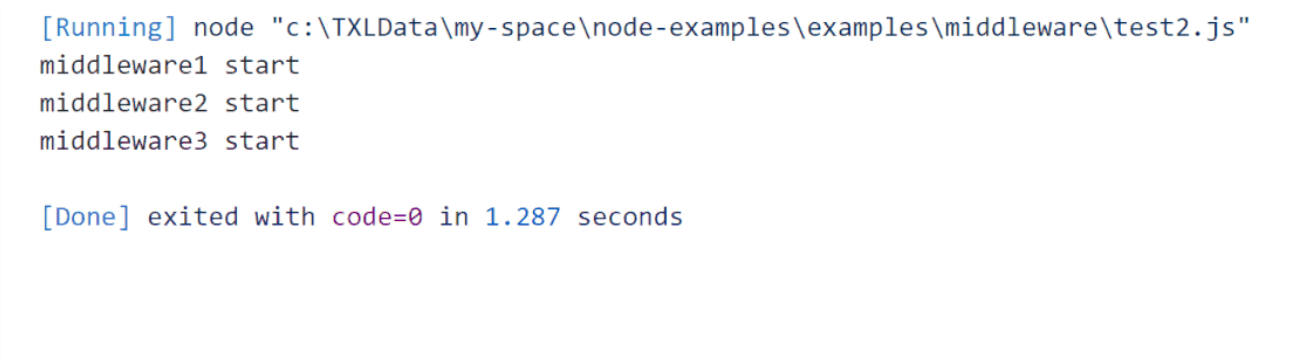 [Running] node "c:\TXLData\my-space\node-examples\examples\middleware\test2.js"
middleware1 start
middleware2 start
middleware3 start
[Done] exited with code=0 in 1.287 seconds